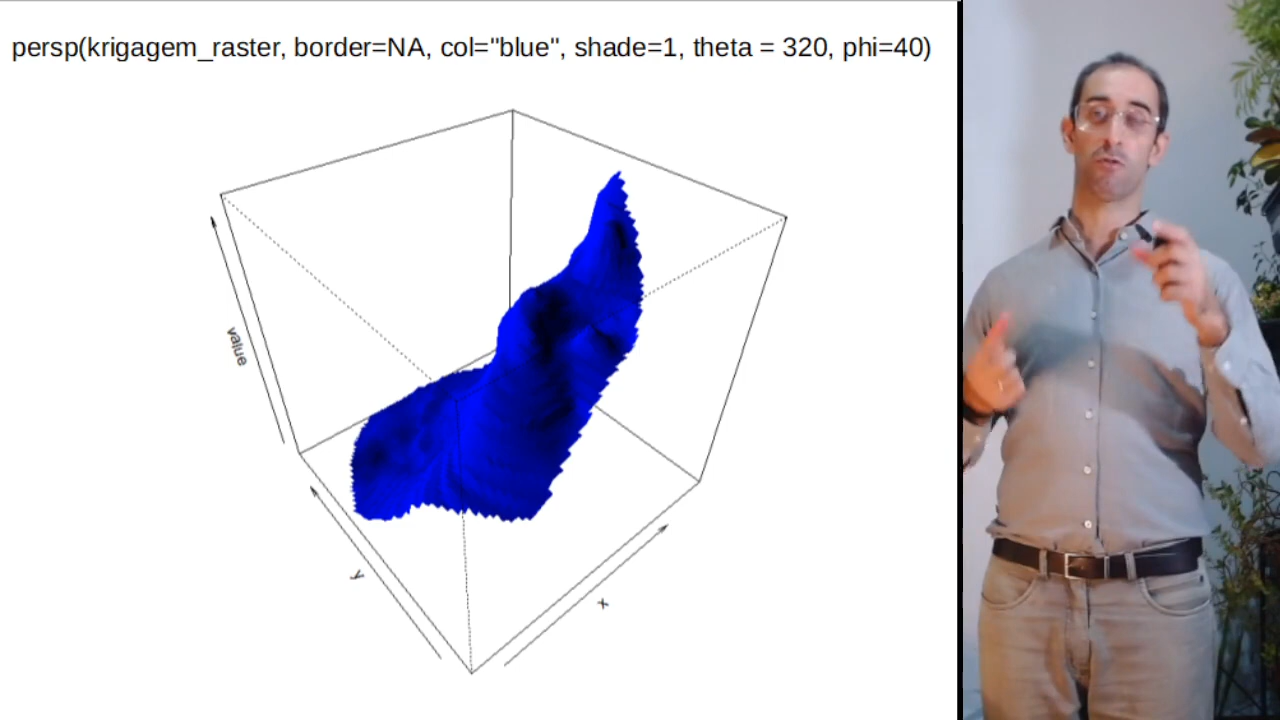 persp(krigagem_raster, border=NA, col="blue", shade=1, theta = 320, phi=40)
value
y
x